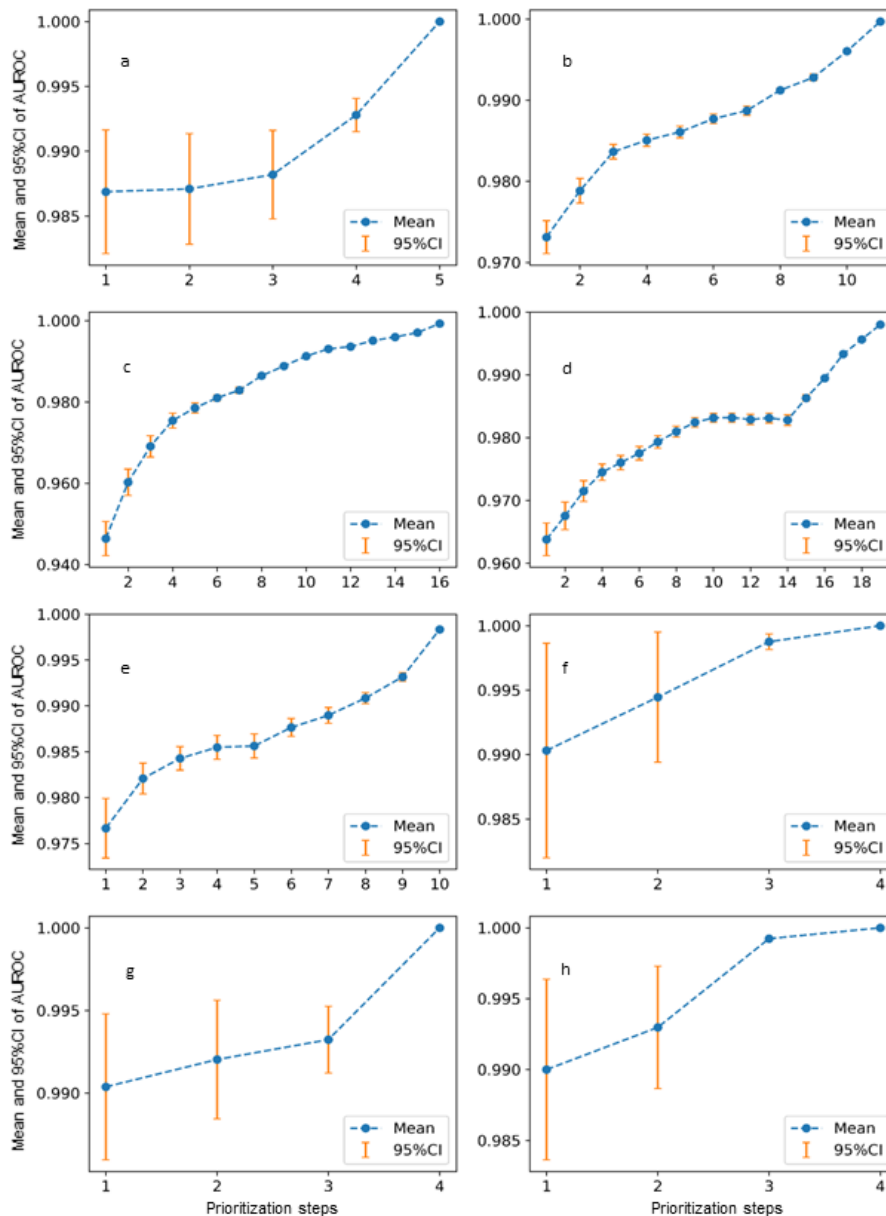 Mean and 95%CI of AUROC
1.000
0.995
0.990
0.985
a
Mean
95%CI
1 2 3 4 5
1.000
0.990
0.980
0.970
b
Mean
95%CI
2 4 6 8 10
Mean and 95%CI of AUROC
1.000
0.980
0.960
0.940
c
Mean
95%CI
2 4 6 8 10 12 14 16
1.000
0.990
0.980
0.970
0.960
d
Mean
95%CI
2 4 6 8 10 12 14 16 18
Mean and 95%CI of AUROC
1.000
0.995
0.990
0.985
0.980
0.975
e
Mean
95%CI
1 2 3 4 5 6 7 8 9 10
1.000
0.995
0.990
0.985
f
Mean
95%CI
1 2 3 4
Mean and 95%CI of AUROC
1.000
0.995
0.990
g
Mean
95%CI
1 2 3 4
Prioritization steps
1.000
0.995
0.990
0.985
h
Mean
95%CI
1 2 3 4
Prioritization steps